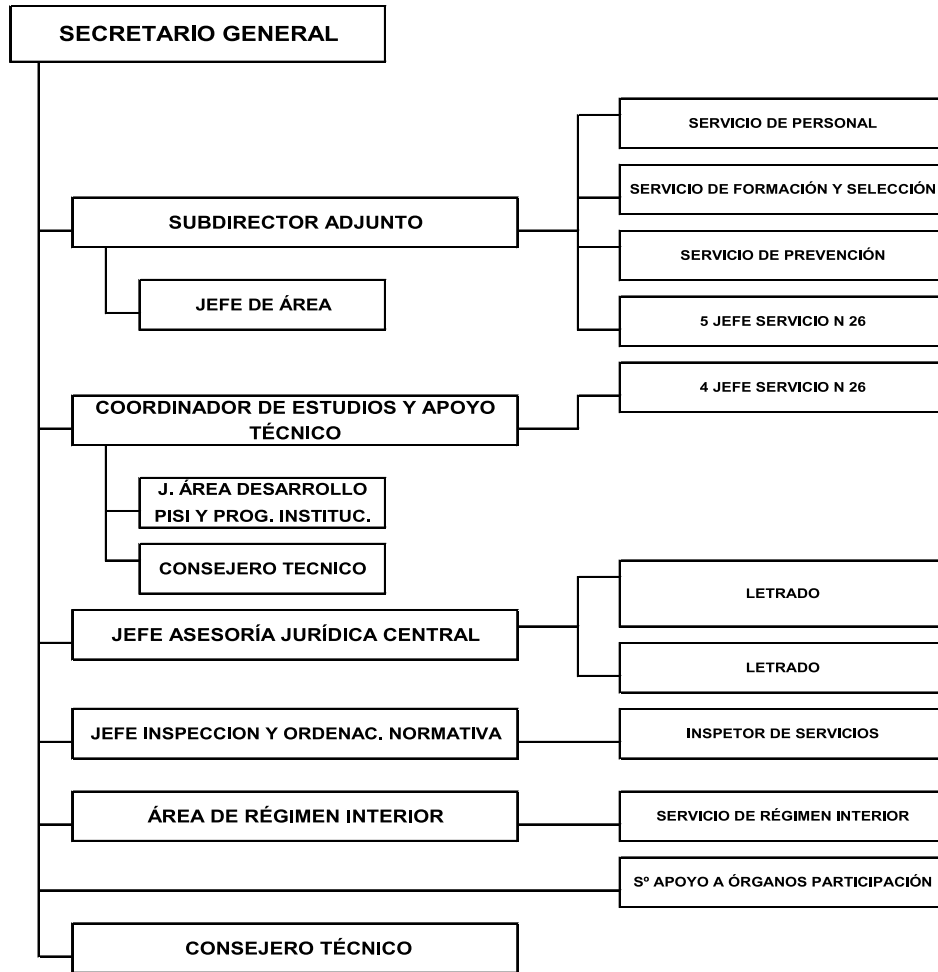 SECRETARIO GENERAL
SERVICIO DE PERSONAL
SERVICIO DE FORMACIÓN Y SELECCIÓN
SUBDIRECTOR ADJUNTO
SERVICIO DE PREVENCIÓN
JEFE DE ÁREA
5 JEFE SERVICIO N 26
4 JEFE SERVICIO N 26
COORDINADOR DE ESTUDIOS Y APOYO
TÉCNICO
J. ÁREA DESARROLLO
PISI Y PROG. INSTITUC.
CONSEJERO TECNICO
LETRADO
JEFE ASESORÍA JURÍDICA CENTRAL
LETRADO
JEFE INSPECCION Y ORDENAC. NORMATIVA
INSPETOR DE SERVICIOS
ÁREA DE RÉGIMEN INTERIOR
SERVICIO DE RÉGIMEN INTERIOR
Sº APOYO A ÓRGANOS PARTICIPACIÓN
CONSEJERO TÉCNICO